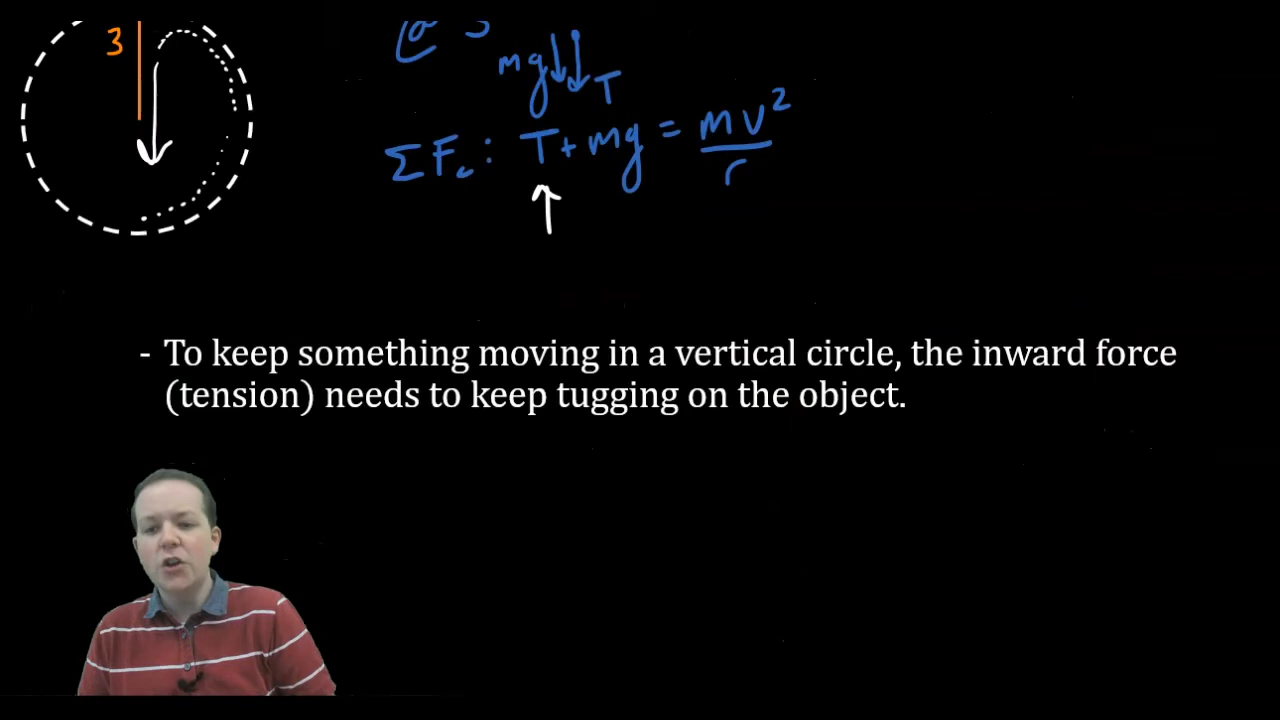 3
mg
T
ΣF꜀: T + mg = mv²/r
- To keep something moving in a vertical circle, the inward force
(tension) needs to keep tugging on the object.